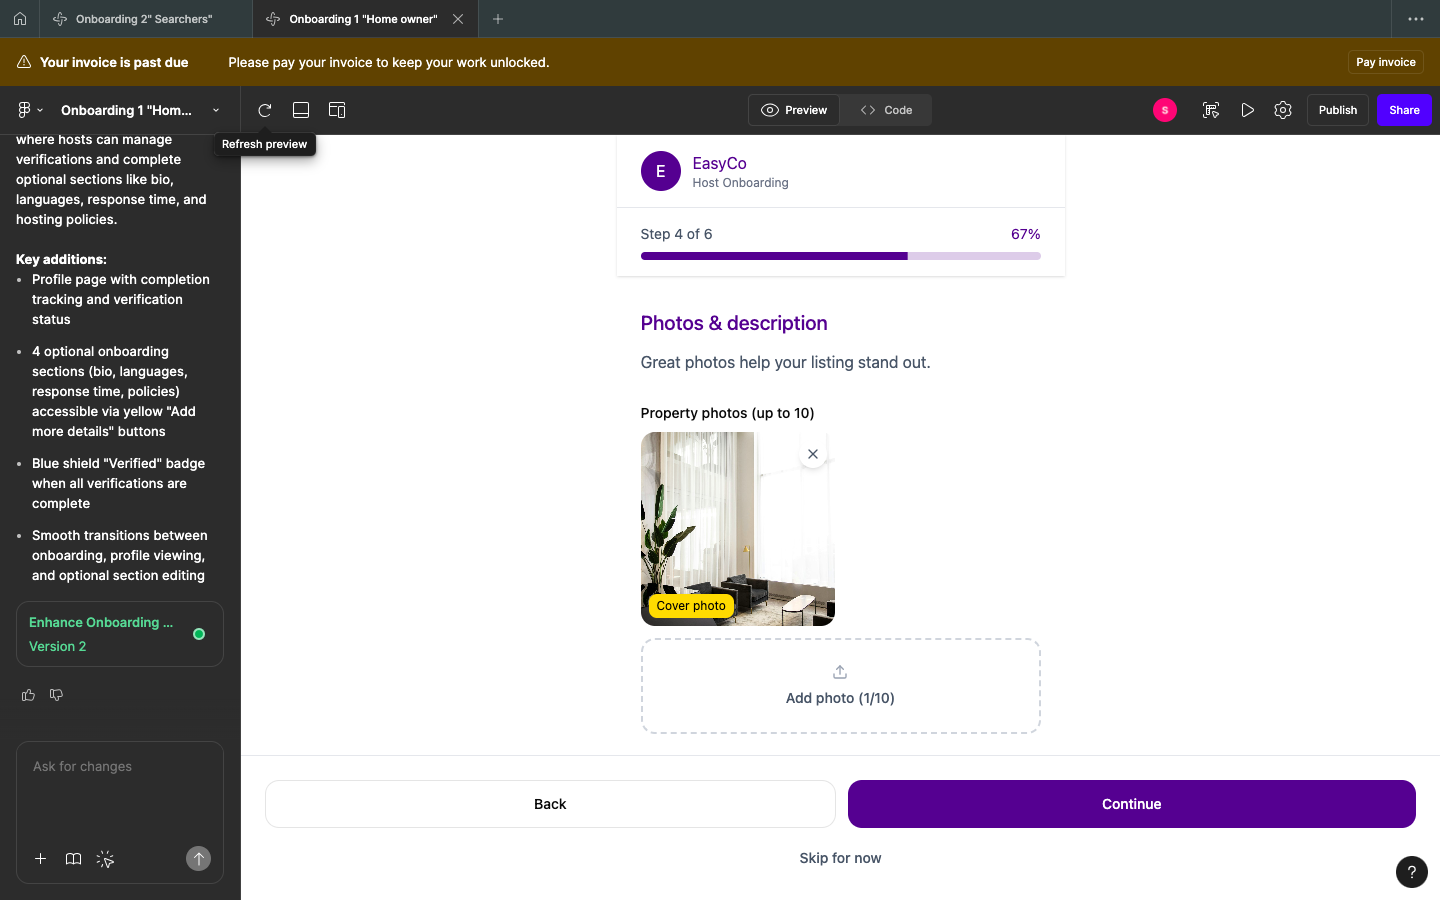 Onboarding 2" Searchers"
Onboarding 1 "Home owner"
Your invoice is past due
Please pay your invoice to keep your work unlocked.
Pay invoice
Onboarding 1 "Hom...
Preview
Code
S
Publish
Share
Refresh preview
where hosts can manage
verifications and complete
optional sections like bio,
languages, response time, and
hosting policies.
Key additions:
• Profile page with completion
tracking and verification
status
• 4 optional onboarding
sections (bio, languages,
response time, policies)
accessible via yellow "Add
more details" buttons
• Blue shield "Verified" badge
when all verifications are
complete
• Smooth transitions between
onboarding, profile viewing,
and optional section editing
Enhance Onboarding ...
Version 2
Ask for changes
E
EasyCo
Host Onboarding
Step 4 of 6
67%
Photos & description
Great photos help your listing stand out.
Property photos (up to 10)
Cover photo
Add photo (1/10)
Back
Continue
Skip for now
?